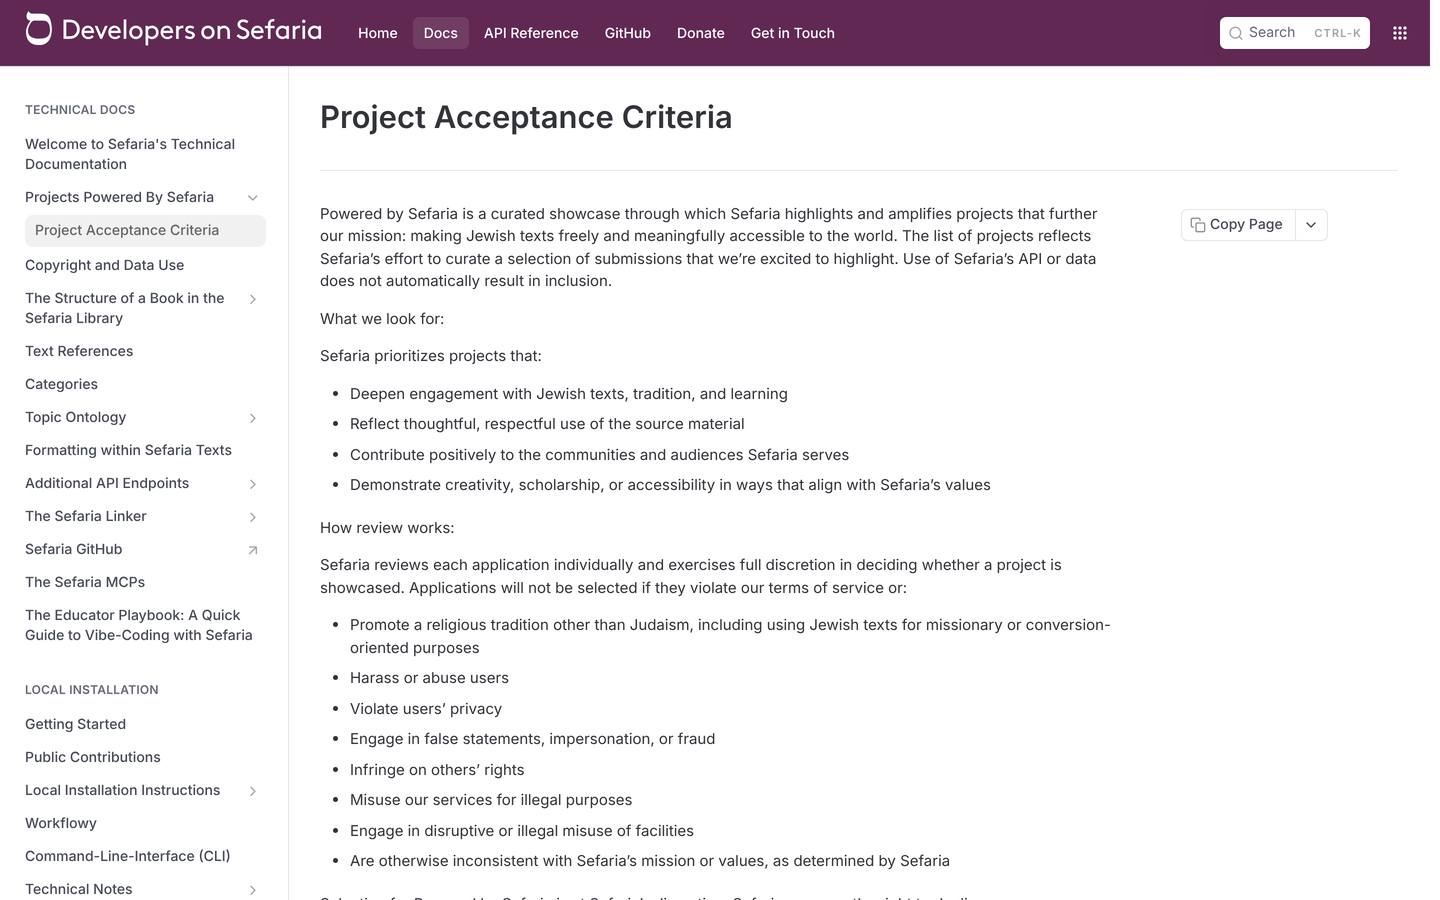 Developers on Sefaria
Home
Docs
API Reference
GitHub
Donate
Get in Touch
Search
CTRL-K
TECHNICAL DOCS
Welcome to Sefaria's Technical
Documentation
Projects Powered By Sefaria
Project Acceptance Criteria
Copyright and Data Use
The Structure of a Book in the
Sefaria Library
Text References
Categories
Topic Ontology
Formatting within Sefaria Texts
Additional API Endpoints
The Sefaria Linker
Sefaria GitHub
The Sefaria MCPs
The Educator Playbook: A Quick
Guide to Vibe-Coding with Sefaria
LOCAL INSTALLATION
Getting Started
Public Contributions
Local Installation Instructions
Workflowy
Command-Line-Interface (CLI)
Technical Notes
Project Acceptance Criteria
Copy Page
Powered by Sefaria is a curated showcase through which Sefaria highlights and amplifies projects that further
our mission: making Jewish texts freely and meaningfully accessible to the world. The list of projects reflects
Sefaria’s effort to curate a selection of submissions that we’re excited to highlight. Use of Sefaria’s API or data
does not automatically result in inclusion.
What we look for:
Sefaria prioritizes projects that:
• Deepen engagement with Jewish texts, tradition, and learning
• Reflect thoughtful, respectful use of the source material
• Contribute positively to the communities and audiences Sefaria serves
• Demonstrate creativity, scholarship, or accessibility in ways that align with Sefaria’s values
How review works:
Sefaria reviews each application individually and exercises full discretion in deciding whether a project is
showcased. Applications will not be selected if they violate our terms of service or:
• Promote a religious tradition other than Judaism, including using Jewish texts for missionary or conversion-
oriented purposes
• Harass or abuse users
• Violate users’ privacy
• Engage in false statements, impersonation, or fraud
• Infringe on others’ rights
• Misuse our services for illegal purposes
• Engage in disruptive or illegal misuse of facilities
• Are otherwise inconsistent with Sefaria’s mission or values, as determined by Sefaria